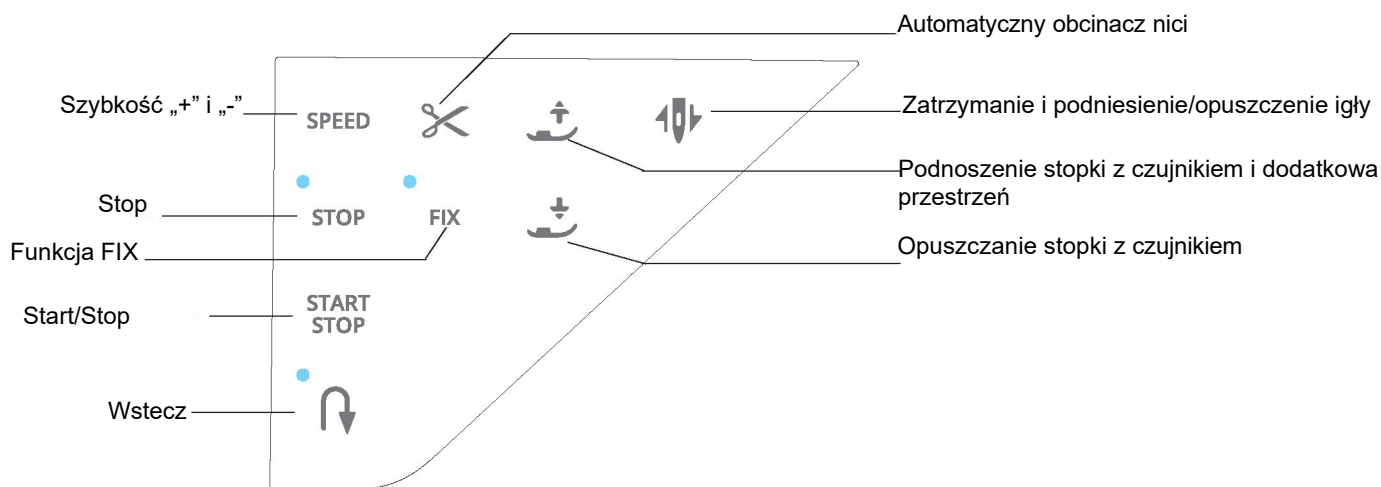 Automatyczny obcinacz nici
Szybkość „+” i „-”
SPEED
Zatrzymanie i podniesienie/opuszczenie igły
Podnoszenie stopki z czujnikiem i dodatkowa
przestrzeń
Stop
STOP
FIX
Funkcja FIX
Opuszczanie stopki z czujnikiem
Start/Stop
START
STOP
Wstecz